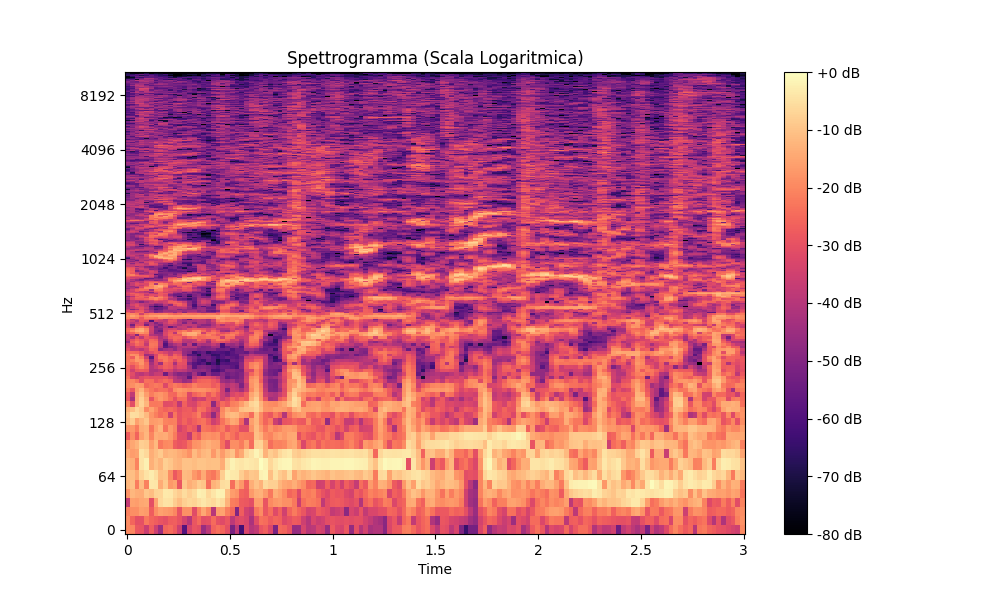 Spettrogramma (Scala Logaritmica)
Hz
8192
4096
2048
1024
512
256
128
64
0
0
0.5
1
1.5
2
2.5
3
Time
+0 dB
-10 dB
-20 dB
-30 dB
-40 dB
-50 dB
-60 dB
-70 dB
-80 dB